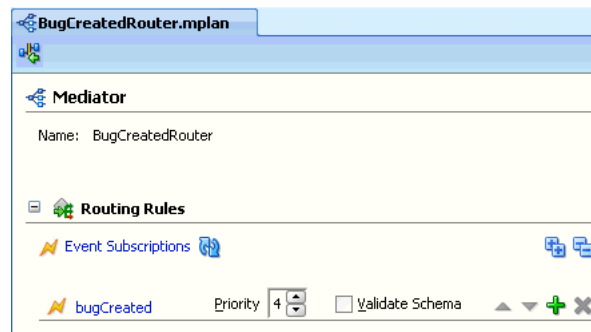 BugCreatedRouter.mplan
Mediator
Name: BugCreatedRouter
Routing Rules
Event Subscriptions
bugCreated Priority 4 Validate Schema